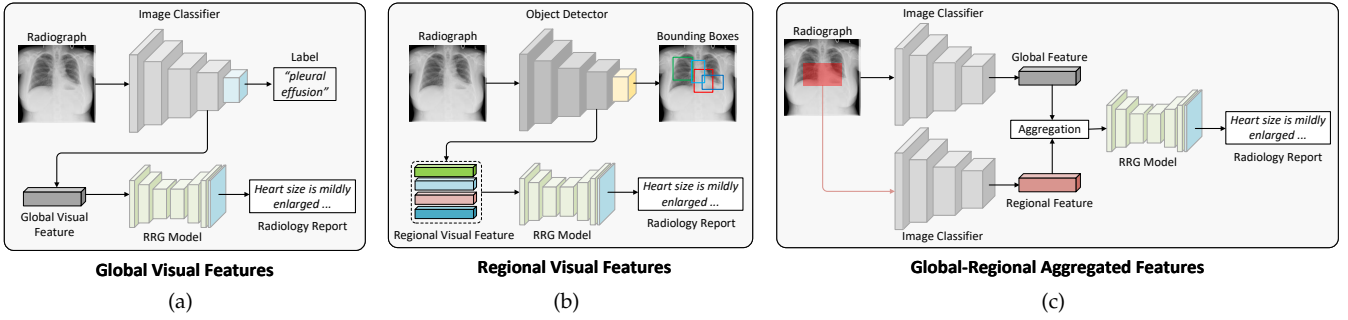 Image Classifier
Radiograph
Label
"pleural
effusion"
Global Visual
Feature
RRG Model
Heart size is mildly
enlarged ...
Radiology Report
Global Visual Features
(a)
Object Detector
Radiograph
Bounding Boxes
Regional Visual Feature
RRG Model
Heart size is mildly
enlarged ...
Radiology Report
Regional Visual Features
(b)
Image Classifier
Radiograph
Global Feature
Aggregation
RRG Model
Heart size is mildly
enlarged ...
Radiology Report
Regional Feature
Image Classifier
Global-Regional Aggregated Features
(c)